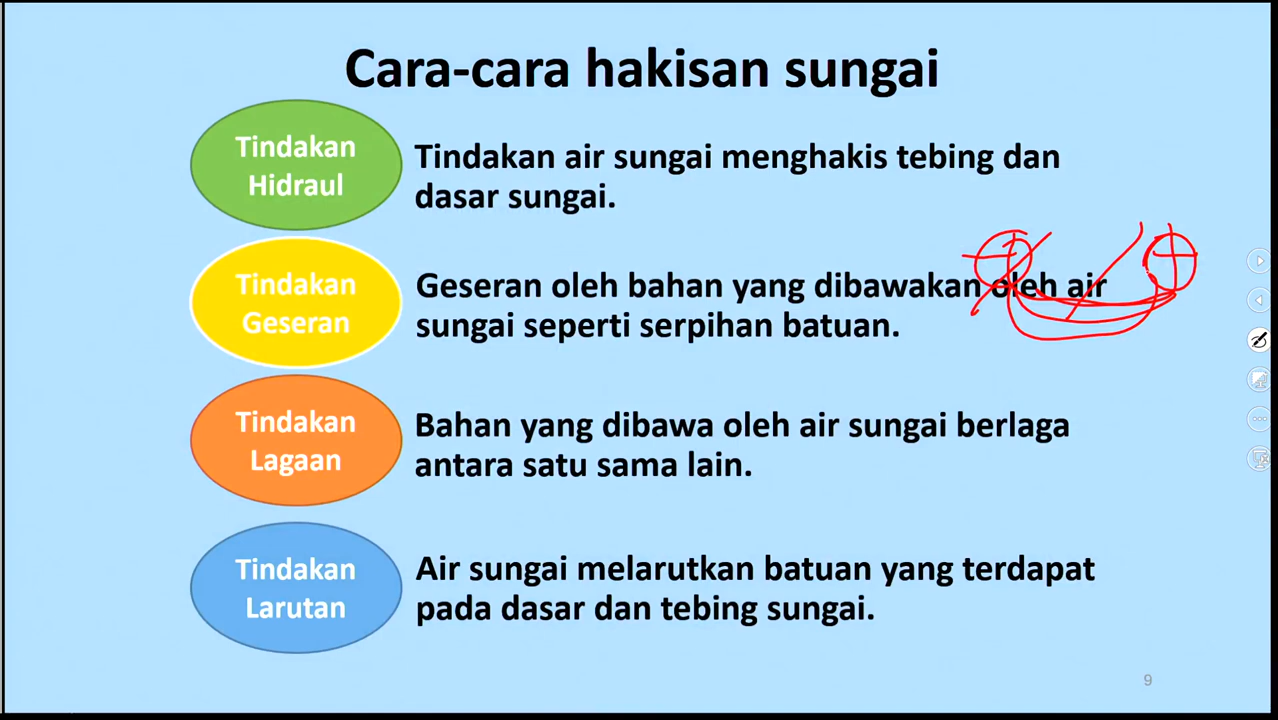 Cara-cara hakisan sungai
Tindakan
Hidraul
Tindakan air sungai menghakis tebing dan
dasar sungai.
Tindakan
Geseran
Geseran oleh bahan yang dibawakan oleh air
sungai seperti serpihan batuan.
Tindakan
Lagaan
Bahan yang dibawa oleh air sungai berlaga
antara satu sama lain.
Tindakan
Larutan
Air sungai melarutkan batuan yang terdapat
pada dasar dan tebing sungai.
9